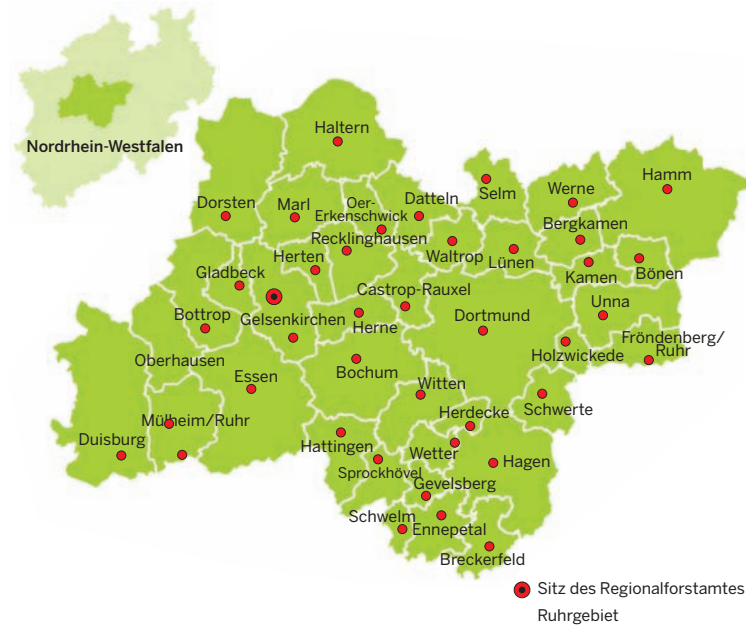 Nordrhein-Westfalen
Haltern
Hamm
Selm
Werne
Dorsten
Marl
Oer-
Erkenschwick
Datteln
Bergkamen
Recklinghausen
Waltrop
Lünen
Herten
Kamen
Bönen
Gladbeck
Castrop-Rauxel
Unna
Gelsenkirchen
Herne
Dortmund
Bottrop
Fröndenberg/
Ruhr
Holzwickede
Oberhausen
Bochum
Essen
Witten
Schwerte
Herdecke
Mülheim/Ruhr
Duisburg
Hattingen
Wetter
Hagen
Sprockhövel
Gevelsberg
Schwelm
Ennepetal
Breckerfeld
Sitz des Regionalforstamtes
Ruhrgebiet